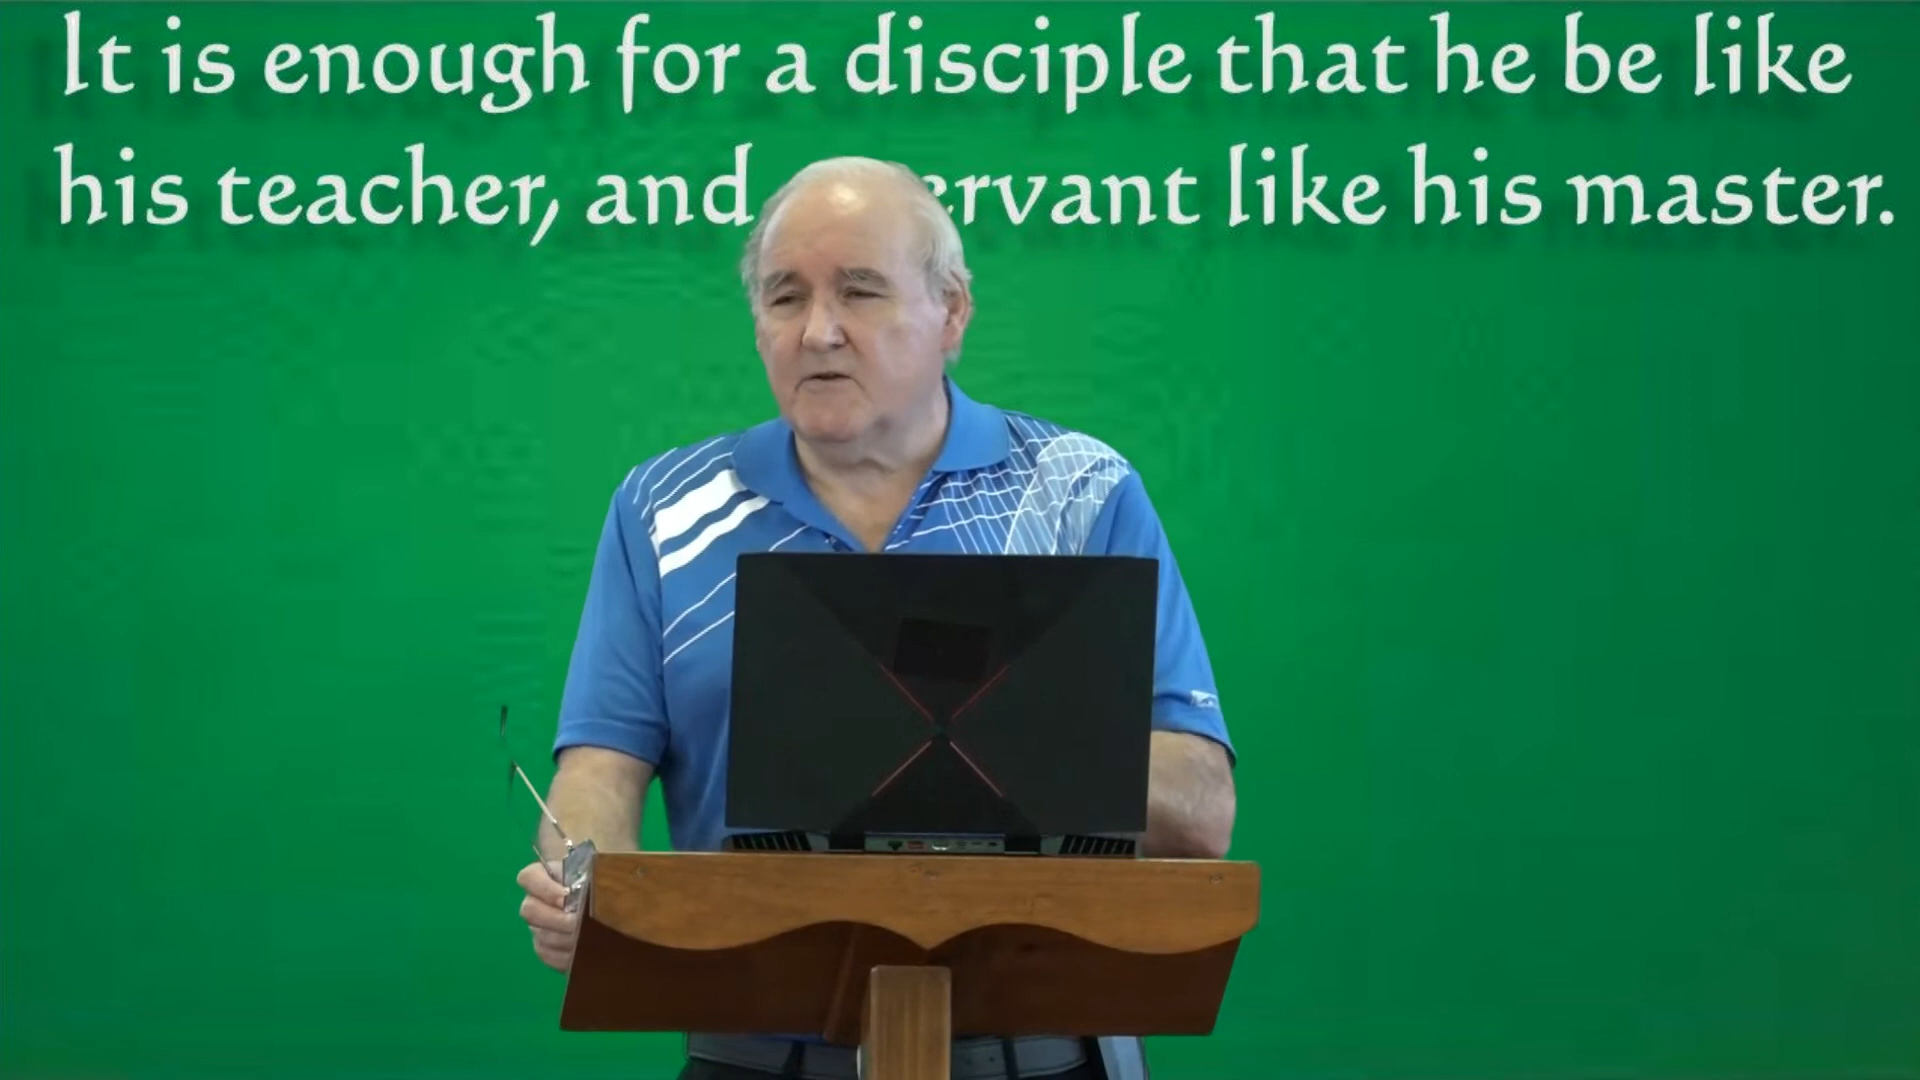 It is enough for a disciple that he be like
his teacher, and ervant like his master.